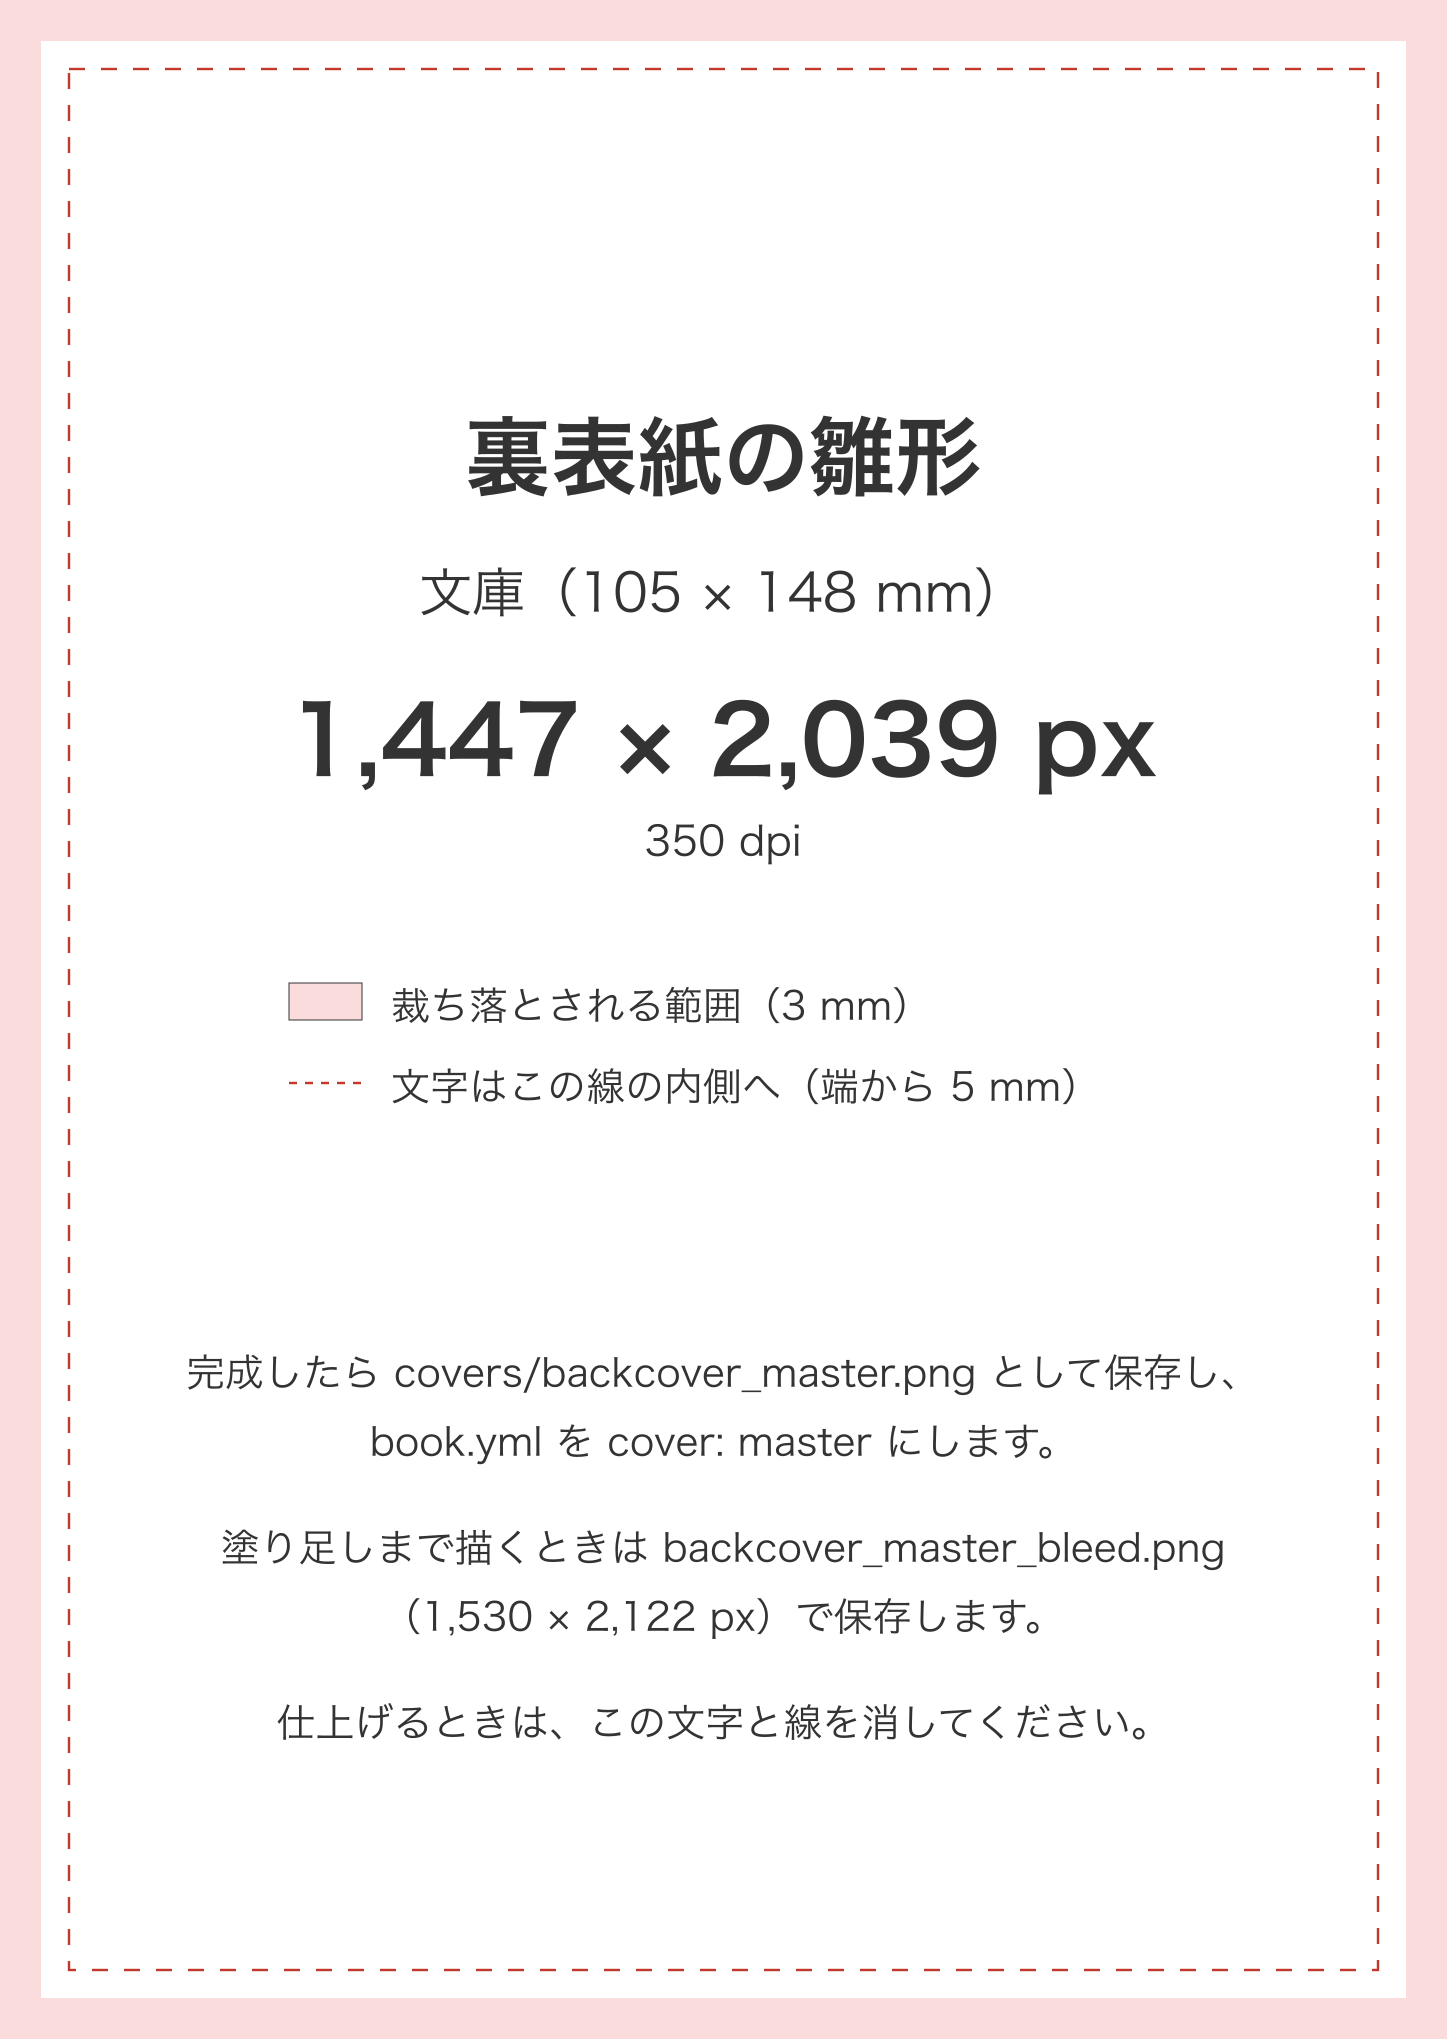 裏表紙の雛形
文庫（105 × 148 mm）
1,447 × 2,039 px
350 dpi
裁ち落とされる範囲（3 mm）
文字はこの線の内側へ（端から 5 mm）
完成したら covers/backcover_master.png として保存し、
book.yml を cover: master にします。
塗り足しまで描くときは backcover_master_bleed.png
（1,530 × 2,122 px）で保存します。
仕上げるときは、この文字と線を消してください。